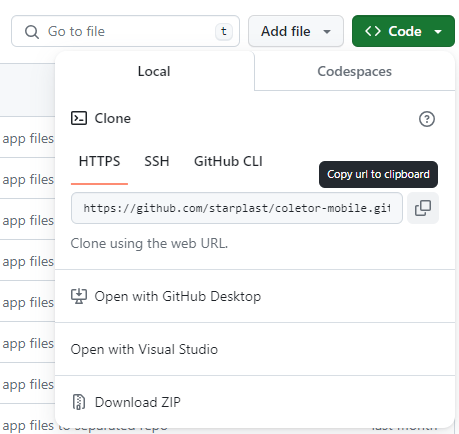 Go to file
t
Add file
Code
Local
Codespaces
Clone
HTTPS
SSH
GitHub CLI
Copy url to clipboard
https://github.com/starplast/coletor-mobile.git
Clone using the web URL.
Open with GitHub Desktop
Open with Visual Studio
Download ZIP
app files
app files
app files
app files
app files
app files
app files
app files to separated repo
last month